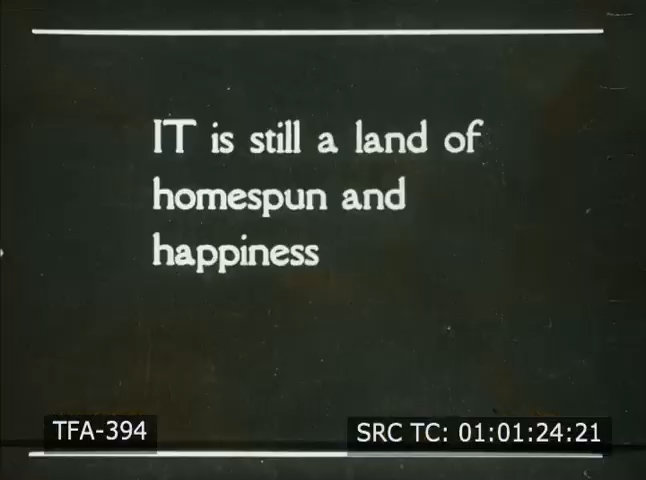 IT is still a land of
homespun and
happiness
TFA-394
SRC TC: 01:01:24:21